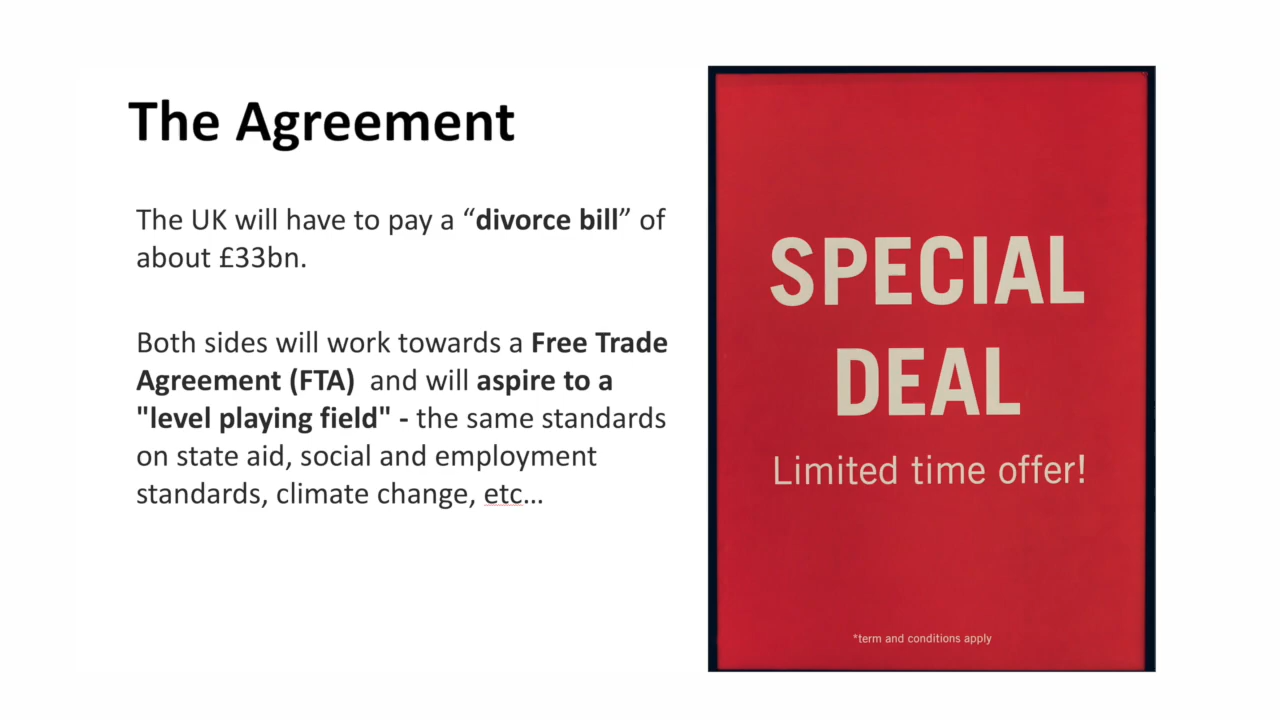 The Agreement
The UK will have to pay a “divorce bill” of
about £33bn.
Both sides will work towards a Free Trade
Agreement (FTA)  and will aspire to a
"level playing field" - the same standards
on state aid, social and employment
standards, climate change, etc…
SPECIAL
DEAL
Limited time offer!
*term and conditions apply